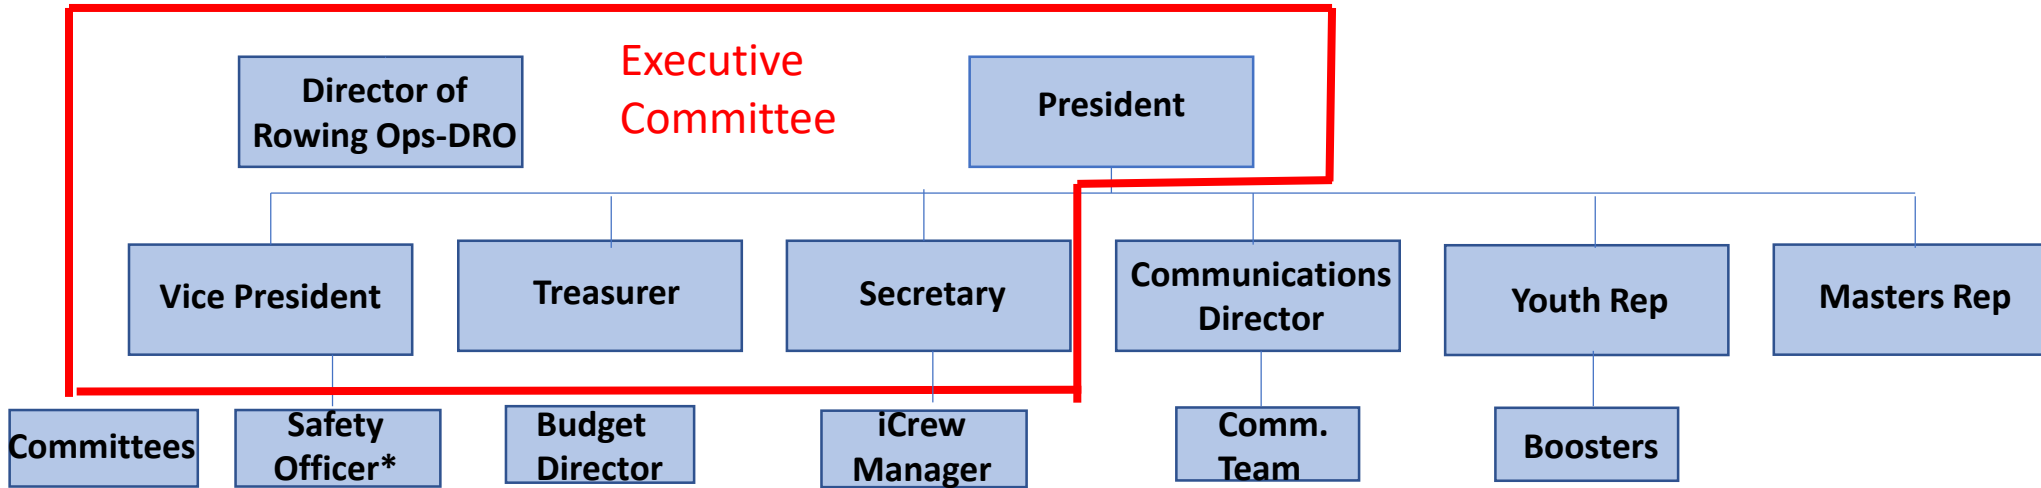 Executive
Committee
Director of
Rowing Ops-DRO
President
Vice President
Treasurer
Secretary
Communications
Director
Youth Rep
Masters Rep
Committees
Safety
Officer*
Budget
Director
iCrew
Manager
Comm.
Team
Boosters